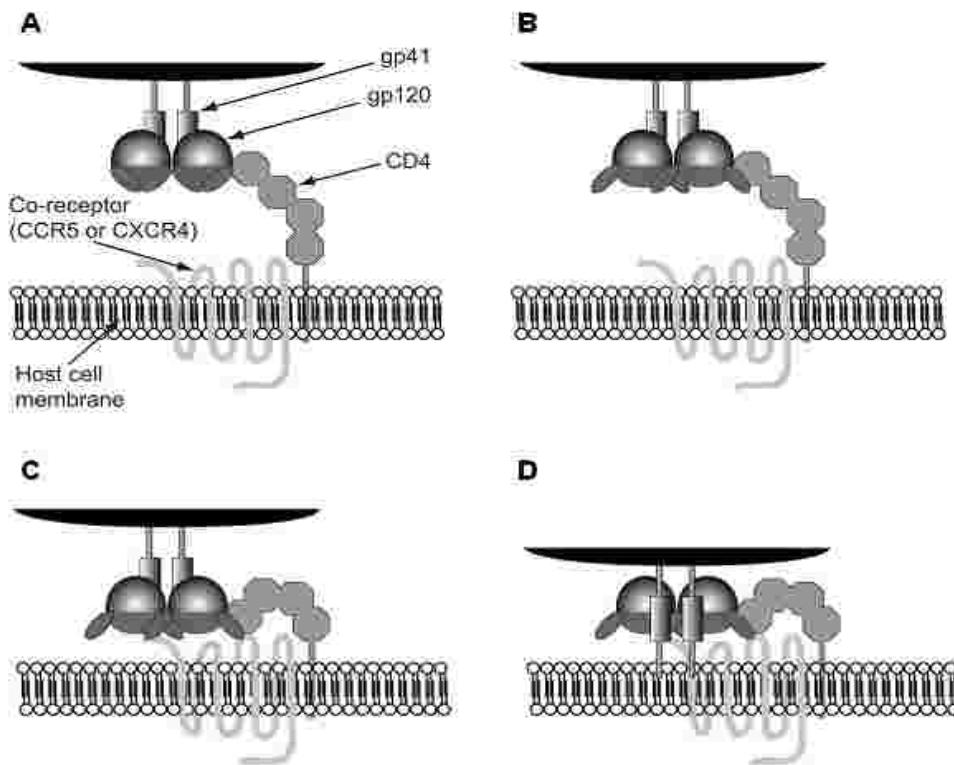 A
B
gp41
gp120
CD4
Co-receptor
(CCR5 or CXCR4)
Host cell
membrane
C
D